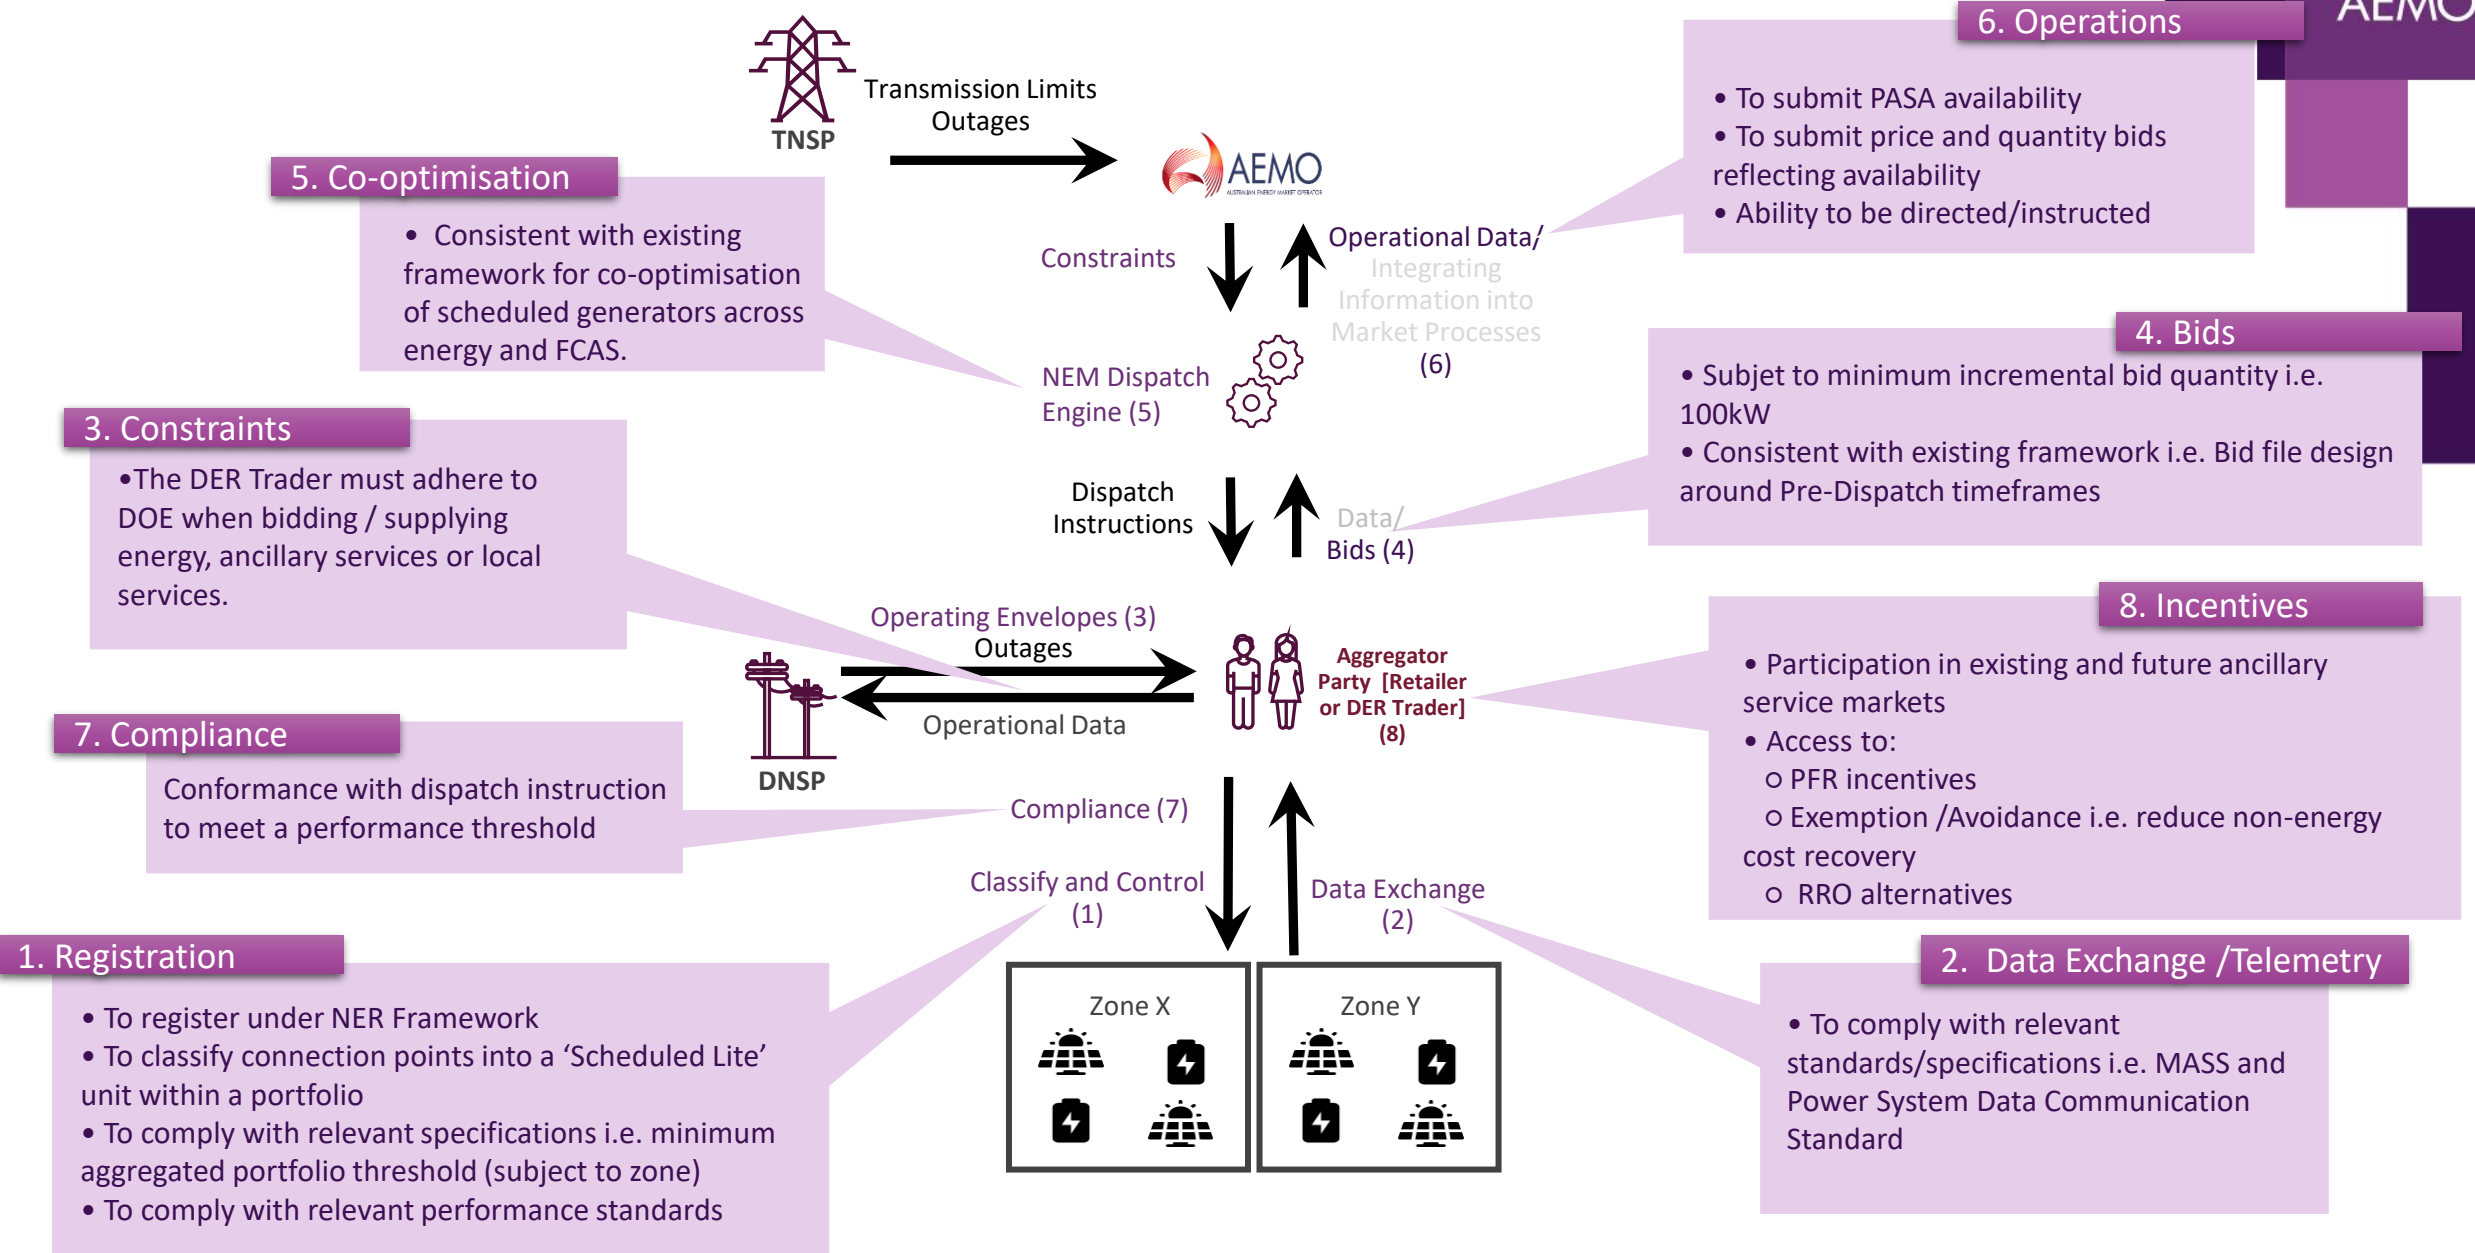 AEMO
6. Operations
• To submit PASA availability
• To submit price and quantity bids
reflecting availability
• Ability to be directed/instructed
TNSP
Transmission Limits
Outages
AEMO
AUSTRALIAN ENERGY MARKET OPERATOR
5. Co-optimisation
• Consistent with existing
framework for co-optimisation
of scheduled generators across
energy and FCAS.
Constraints
Operational Data/
Integrating
Information into
Market Processes
(6)
NEM Dispatch
Engine (5)
4. Bids
• Subjet to minimum incremental bid quantity i.e.
100kW
• Consistent with existing framework i.e. Bid file design
around Pre-Dispatch timeframes
3. Constraints
•The DER Trader must adhere to
DOE when bidding / supplying
energy, ancillary services or local
services.
Dispatch
Instructions
Data/
Bids (4)
Operating Envelopes (3)
Outages
Operational Data
DNSP
Aggregator
Party [Retailer
or DER Trader]
(8)
8. Incentives
• Participation in existing and future ancillary
service markets
• Access to:
o PFR incentives
o Exemption /Avoidance i.e. reduce non-energy
cost recovery
o RRO alternatives
7. Compliance
Conformance with dispatch instruction
to meet a performance threshold
Compliance (7)
Classify and Control
(1)
Data Exchange
(2)
1. Registration
• To register under NER Framework
• To classify connection points into a ‘Scheduled Lite’
unit within a portfolio
• To comply with relevant specifications i.e. minimum
aggregated portfolio threshold (subject to zone)
• To comply with relevant performance standards
Zone X
Zone Y
2. Data Exchange /Telemetry
• To comply with relevant
standards/specifications i.e. MASS and
Power System Data Communication
Standard